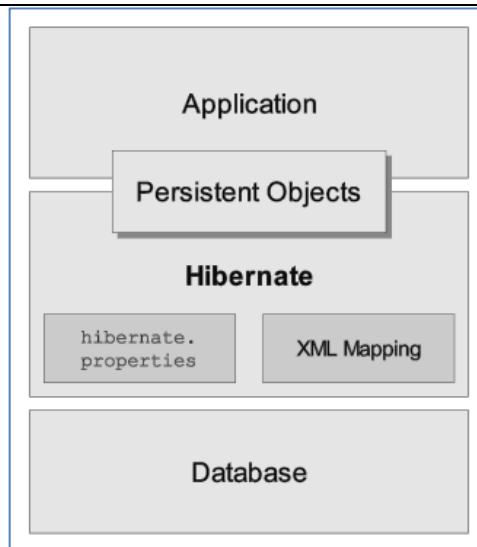 Application
Persistent Objects
Hibernate
hibernate.
properties
XML Mapping
Database